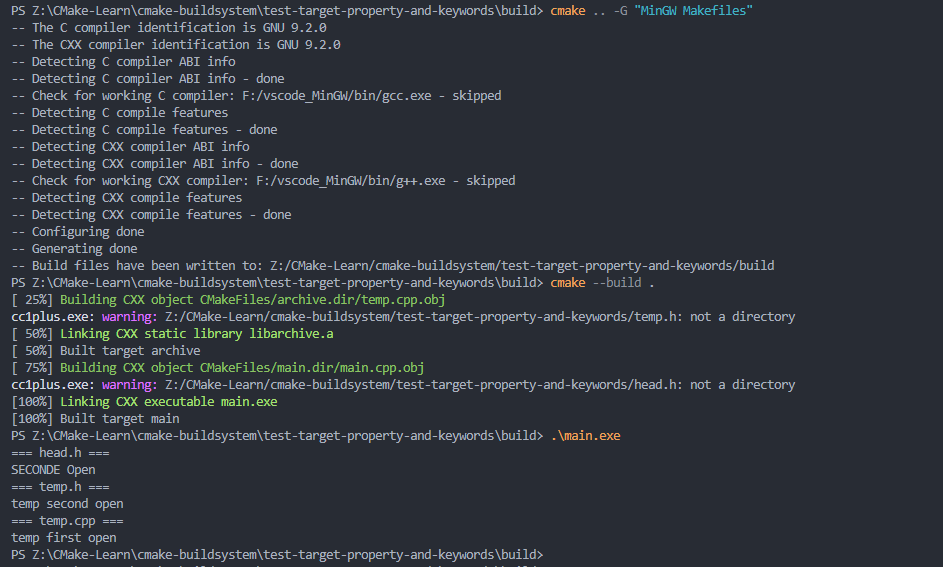 PS Z:\CMake-Learn\cmake-buildsystem\test-target-property-and-keywords\build> cmake .. -G "MinGW Makefiles"
-- The C compiler identification is GNU 9.2.0
-- The CXX compiler identification is GNU 9.2.0
-- Detecting C compiler ABI info
-- Detecting C compiler ABI info - done
-- Check for working C compiler: F:/vscode_MinGW/bin/gcc.exe - skipped
-- Detecting C compile features
-- Detecting C compile features - done
-- Detecting CXX compiler ABI info
-- Detecting CXX compiler ABI info - done
-- Check for working CXX compiler: F:/vscode_MinGW/bin/g++.exe - skipped
-- Detecting CXX compile features
-- Detecting CXX compile features - done
-- Configuring done
-- Generating done
-- Build files have been written to: Z:/CMake-Learn/cmake-buildsystem/test-target-property-and-keywords/build
PS Z:\CMake-Learn\cmake-buildsystem\test-target-property-and-keywords\build> cmake --build .
[ 25%] Building CXX object CMakeFiles/archive.dir/temp.cpp.obj
cc1plus.exe: warning: Z:/CMake-Learn/cmake-buildsystem/test-target-property-and-keywords/temp.h: not a directory
[ 50%] Linking CXX static library libarchive.a
[ 50%] Built target archive
[ 75%] Building CXX object CMakeFiles/main.dir/main.cpp.obj
cc1plus.exe: warning: Z:/CMake-Learn/cmake-buildsystem/test-target-property-and-keywords/head.h: not a directory
[100%] Linking CXX executable main.exe
[100%] Built target main
PS Z:\CMake-Learn\cmake-buildsystem\test-target-property-and-keywords\build> .\main.exe
=== head.h ===
SECONDE Open
=== temp.h ===
temp second open
=== temp.cpp ===
temp first open
PS Z:\CMake-Learn\cmake-buildsystem\test-target-property-and-keywords\build>